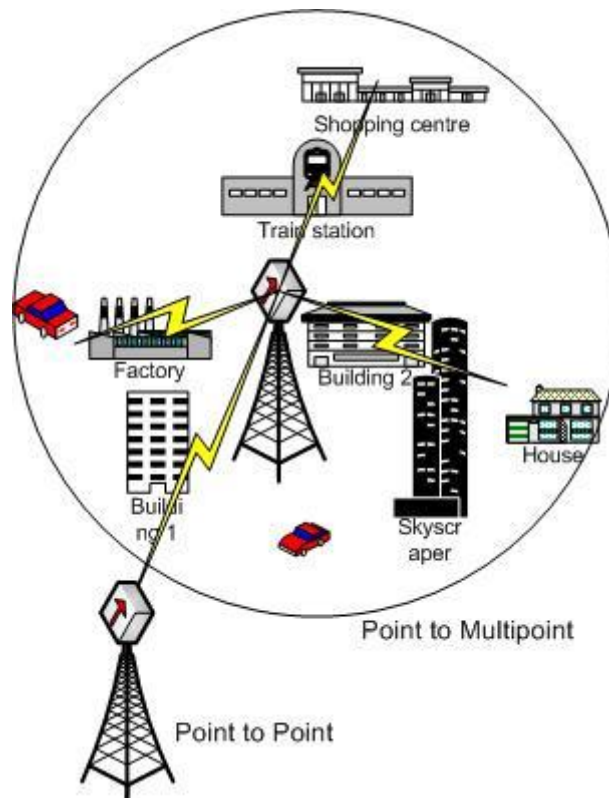 Shopping centre
Train station
Factory
Building 2
House
Buildi
ng 1
Skyscr
aper
Point to Multipoint
Point to Point